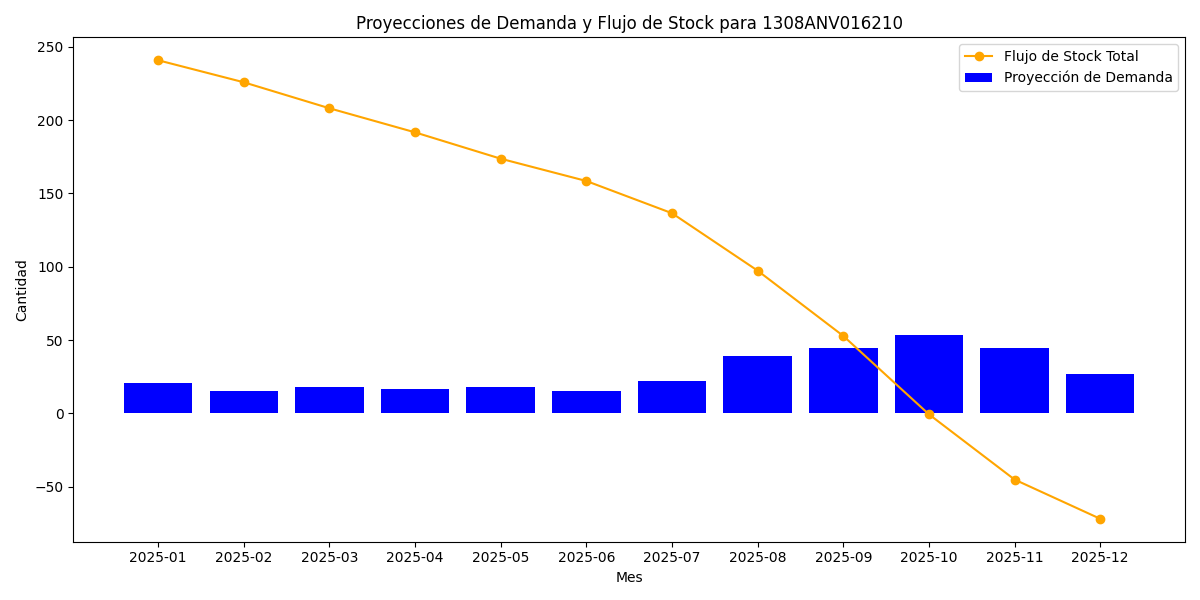 Proyecciones de Demanda y Flujo de Stock para 1308ANV016210
Flujo de Stock Total
Proyección de Demanda
Cantidad
250
200
150
100
50
0
−50
2025-01 2025-02 2025-03 2025-04 2025-05 2025-06 2025-07 2025-08 2025-09 2025-10 2025-11 2025-12
Mes